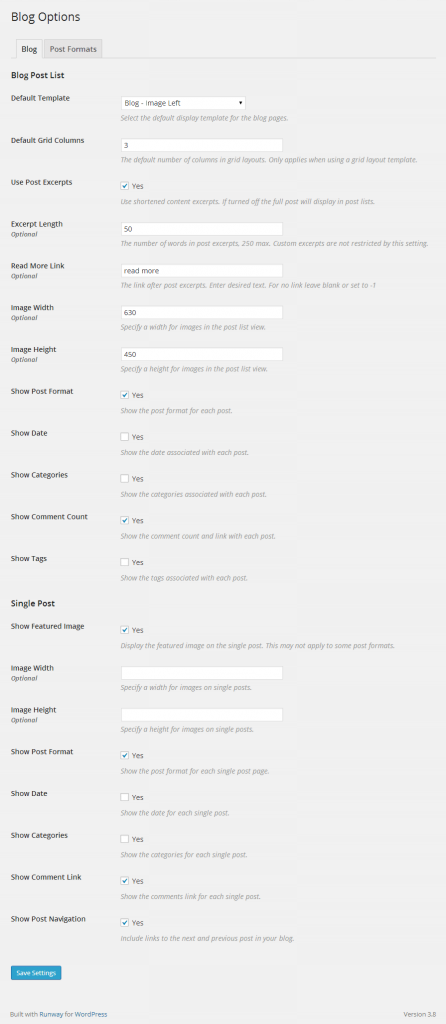 Blog Options
Blog Post Formats
Blog Post List
Default Template Blog - Image Left
Select the default display template for the blog pages.
Default Grid Columns 3
The default number of columns in grid layouts. Only applies when using a grid layout template.
Use Post Excerpts Yes
Use shortened content excerpts. If turned off the full post will display in post lists.
Excerpt Length 50
Optional
The number of words in post excerpts, 250 max. Custom excerpts are not restricted by this setting.
Read More Link read more
Optional
The link after post excerpts. Enter desired text. For no link leave blank or set to -1
Image Width 630
Optional
Specify a width for images in the post list view.
Image Height 450
Optional
Specify a height for images in the post list view.
Show Post Format Yes
Show the post format for each post.
Show Date Yes
Show the date associated with each post.
Show Categories Yes
Show the categories associated with each post.
Show Comment Count Yes
Show the comment count and link with each post.
Show Tags Yes
Show the tags associated with each post.
Single Post
Show Featured Image Yes
Display the featured image on the single post. This may not apply to some post formats.
Image Width
Optional
Specify a width for images on single posts.
Image Height
Optional
Specify a height for images on single posts.
Show Post Format Yes
Show the post format for each single post page.
Show Date Yes
Show the date for each single post.
Show Categories Yes
Show the categories for each single post.
Show Comment Link Yes
Show the comments link for each single post.
Show Post Navigation Yes
Include links to the next and previous post in your blog.
Save Settings
Built with Runway for WordPress Version 3.8